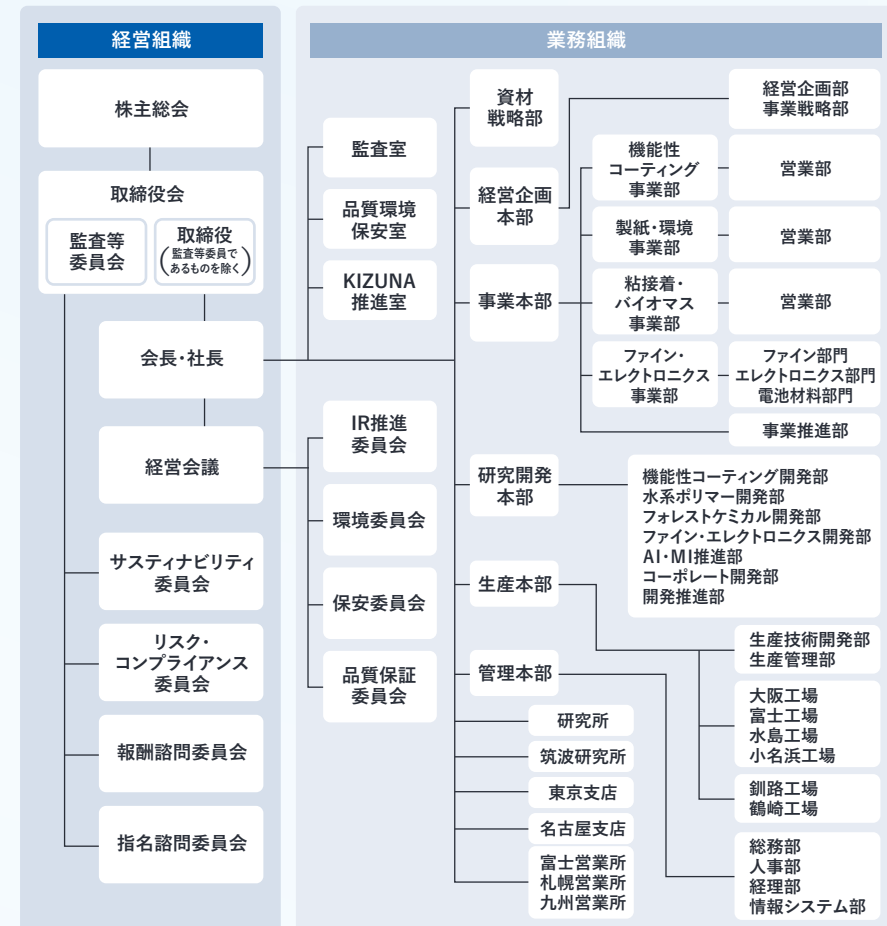 経営組織
株主総会
取締役会
監査等
委員会
取締役
(監査等委員で
あるものを除く)
会長・社長
経営会議
サスティナビリティ
委員会
リスク・
コンプライアンス
委員会
報酬諮問委員会
指名諮問委員会
業務組織
監査室
品質環境
保安室
KIZUNA
推進室
IR推進
委員会
環境委員会
保安委員会
品質保証
委員会
資材
戦略部
経営企画
本部
事業本部
研究開発
本部
生産本部
管理本部
研究所
筑波研究所
東京支店
名古屋支店
富士営業所
札幌営業所
九州営業所
経営企画部
事業戦略部
機能性
コーティング
事業部
営業部
製紙・環境
事業部
営業部
粘接着・
バイオマス
事業部
営業部
ファイン・
エレクトロニクス
事業部
ファイン部門
エレクトロニクス部門
電池材料部門
事業推進部
機能性コーティング開発部
水系ポリマー開発部
フォレストケミカル開発部
ファイン・エレクトロニクス開発部
AI・MI推進部
コーポレート開発部
開発推進部
生産技術開発部
生産管理部
大阪工場
富士工場
水島工場
小名浜工場
釧路工場
鶴崎工場
総務部
人事部
経理部
情報システム部